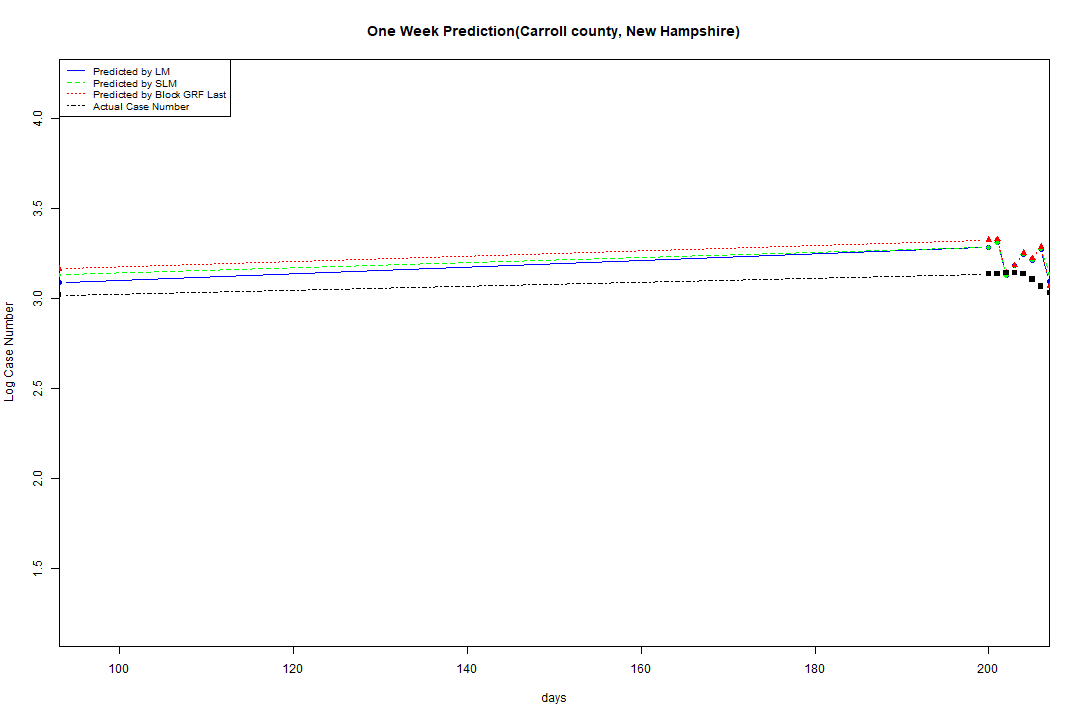 One Week Prediction(Carroll county, New Hampshire)
Predicted by LM
Predicted by SLM
Predicted by Block GRF Last
Actual Case Number
4.0
3.5
3.0
2.5
2.0
1.5
Log Case Number
100 120 140 160 180 200
days